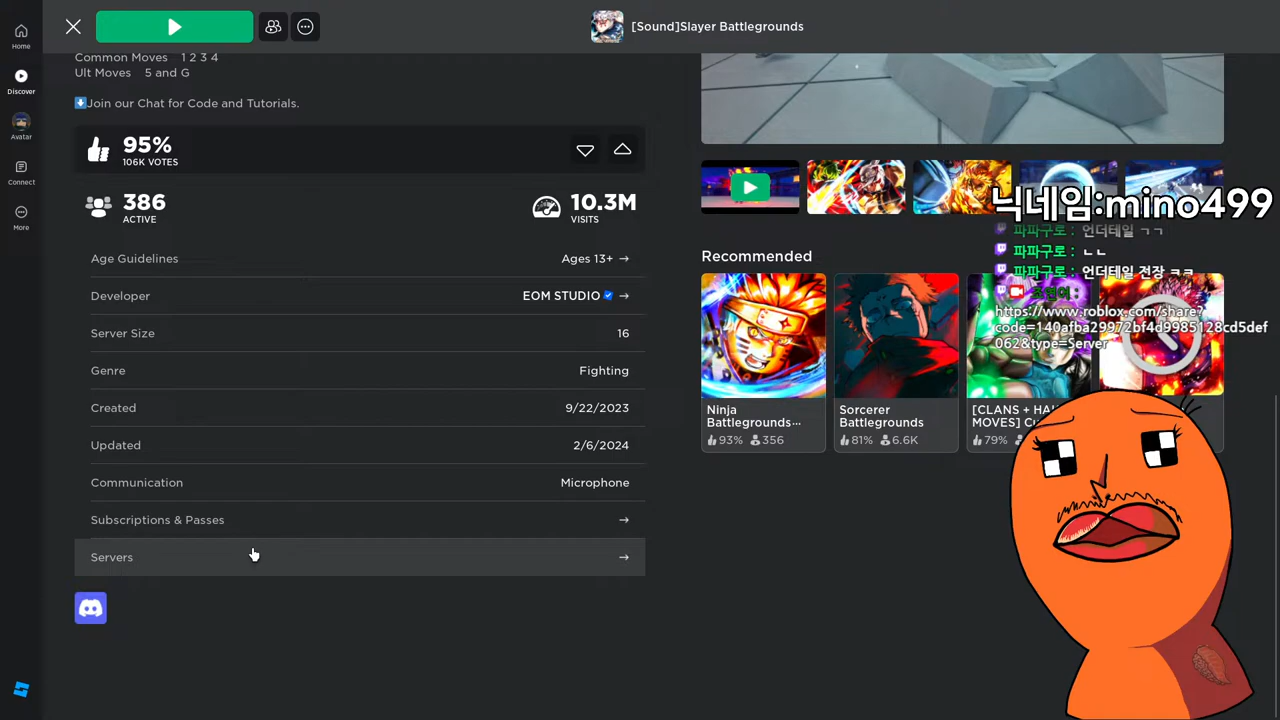 [Sound]Slayer Battlegrounds
Home
Discover
Avatar
Connect
More
Common Moves 1 2 3 4
Ult Moves 5 and G
Join our Chat for Code and Tutorials.
95%
106K VOTES
386
ACTIVE
10.3M
VISITS
Age Guidelines Ages 13+ →
Developer EOM STUDIO →
Server Size 16
Genre Fighting
Created 9/22/2023
Updated 2/6/2024
Communication Microphone
Subscriptions & Passes →
Servers →
닉네임:mino499
파파구로 : 언더테일 ㄱㄱ
파파구로 : ㄴㄴ
파파구로 : 언더테일 전장 ㅋㅋ
https://www.roblox.com/share?
code=140afba29972bf4d9985128cd5def
062&type=Server
Recommended
Ninja
Battlegrounds...
93% 356
Sorcerer
Battlegrounds
81% 6.6K
[CLANS + HA
MOVES]
79%